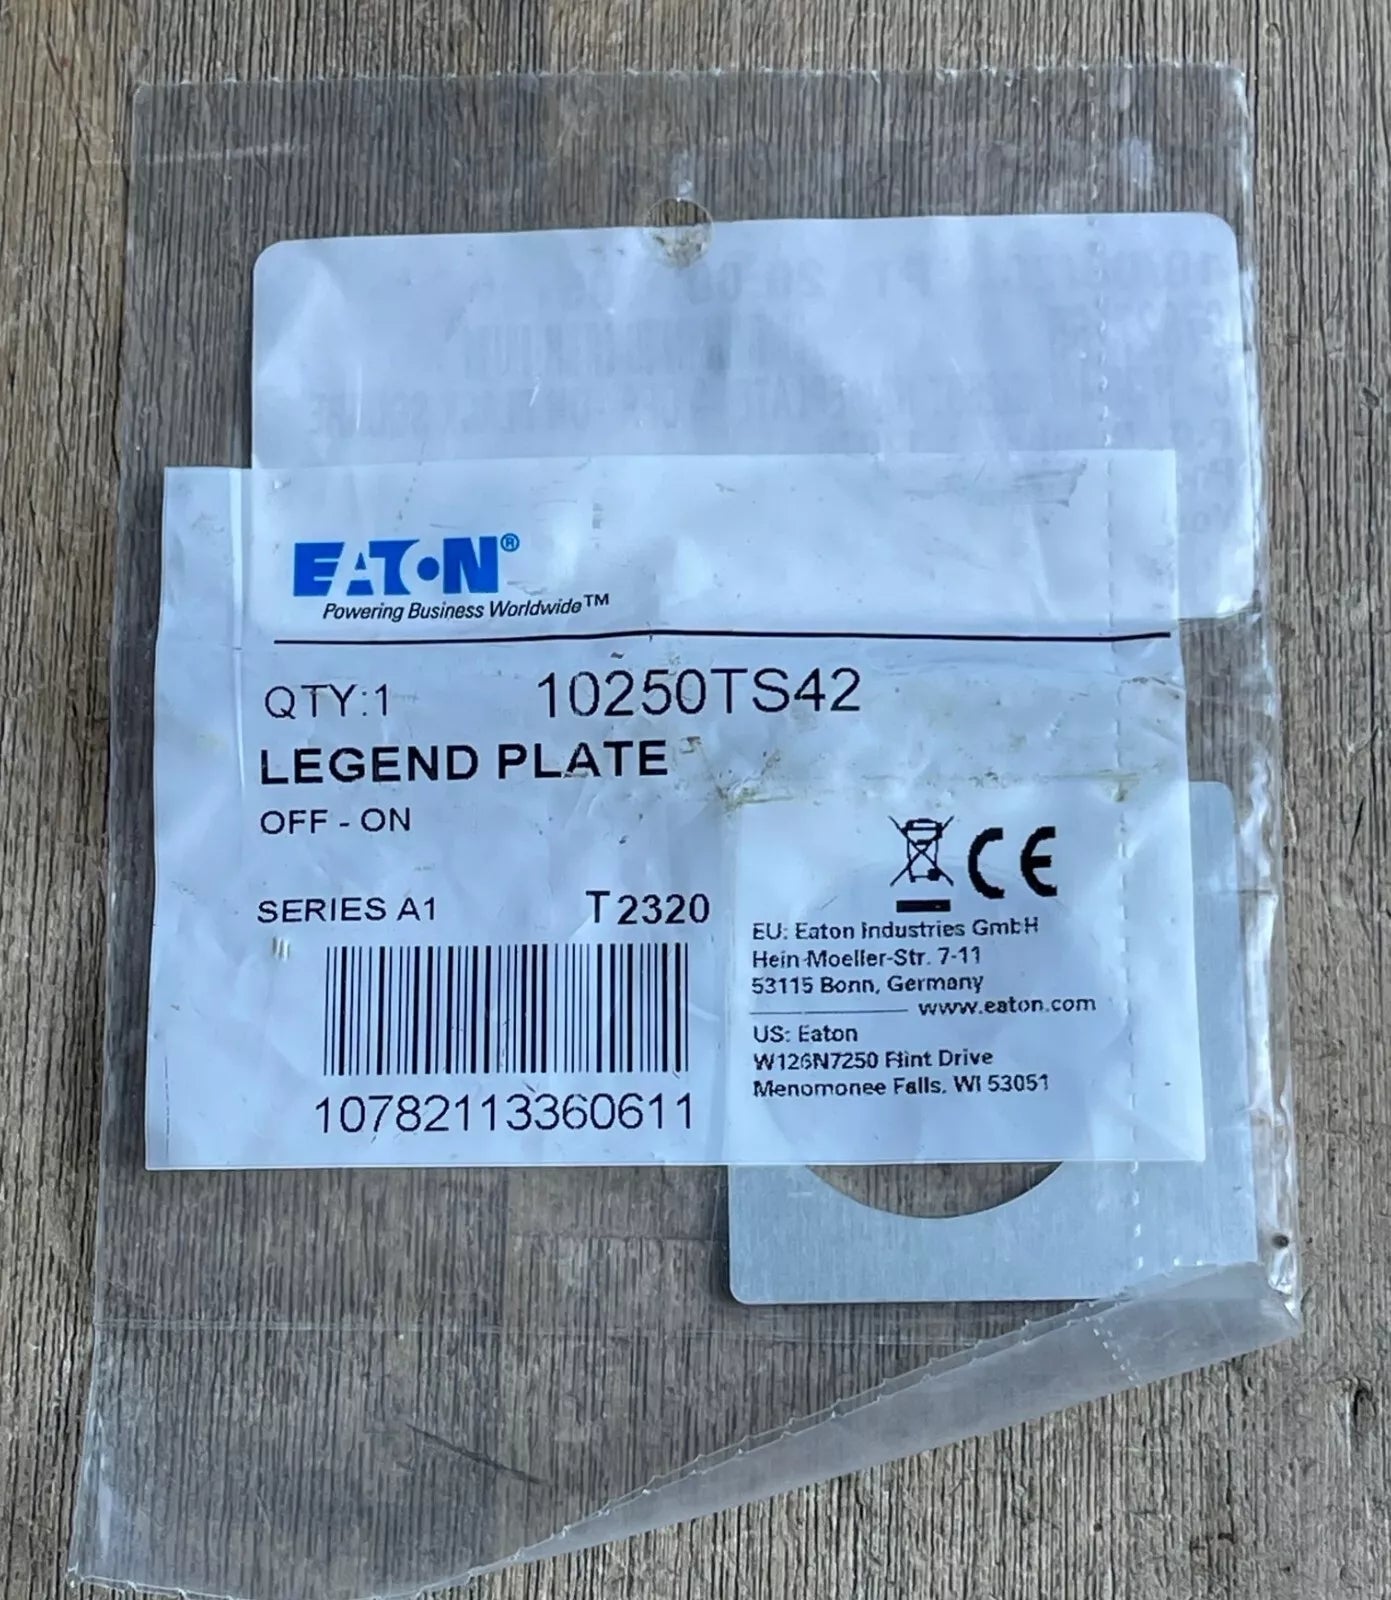 EATON®
Powering Business Worldwide™
QTY:1 10250TS42
LEGEND PLATE
OFF - ON
SERIES A1 T2320
10782113360611
CE
EU: Eaton Industries GmbH
Hein-Moeller-Str. 7-11
53115 Bonn, Germany
www.eaton.com
US: Eaton
W126N7250 Flint Drive
Menomonee Falls, WI 53051